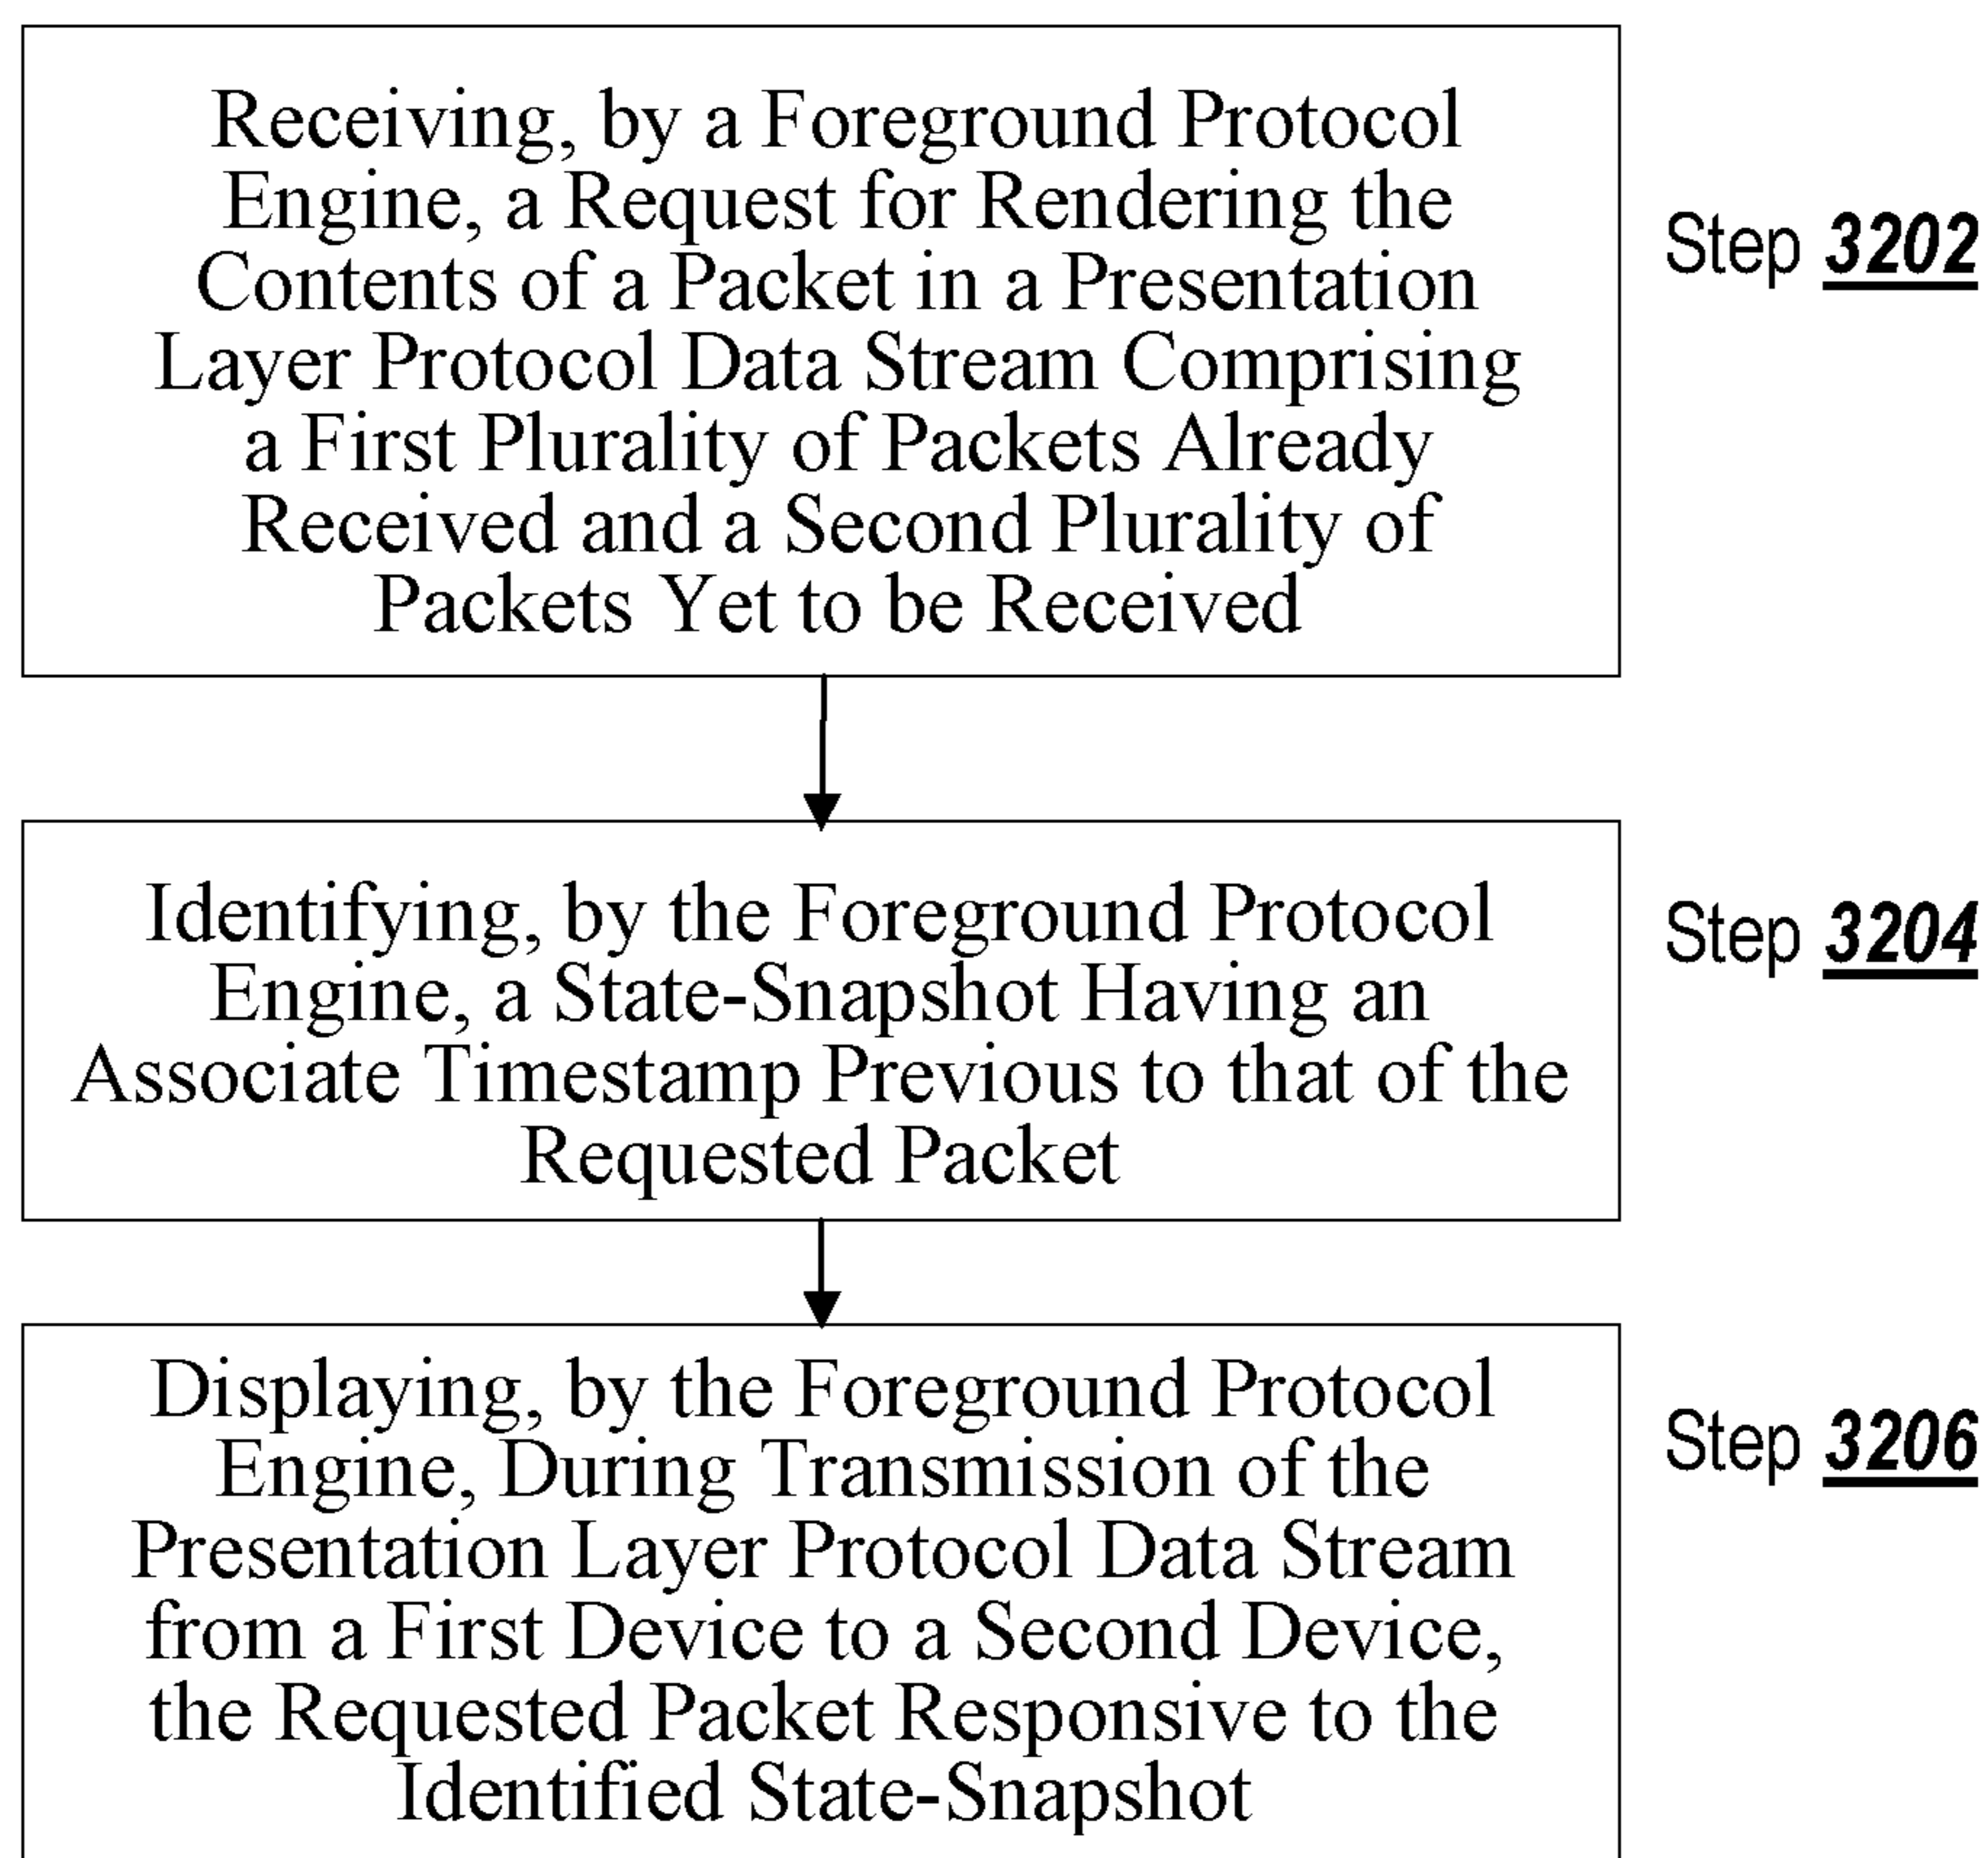 Receiving, by a Foreground Protocol
Engine, a Request for Rendering the
Contents of a Packet in a Presentation
Layer Protocol Data Stream Comprising
a First Plurality of Packets Already
Received and a Second Plurality of
Packets Yet to be Received
Step 3202
Identifying, by the Foreground Protocol
Engine, a State-Snapshot Having an
Associate Timestamp Previous to that of the
Requested Packet
Step 3204
Displaying, by the Foreground Protocol
Engine, During Transmission of the
Presentation Layer Protocol Data Stream
from a First Device to a Second Device,
the Requested Packet Responsive to the
Identified State-Snapshot
Step 3206